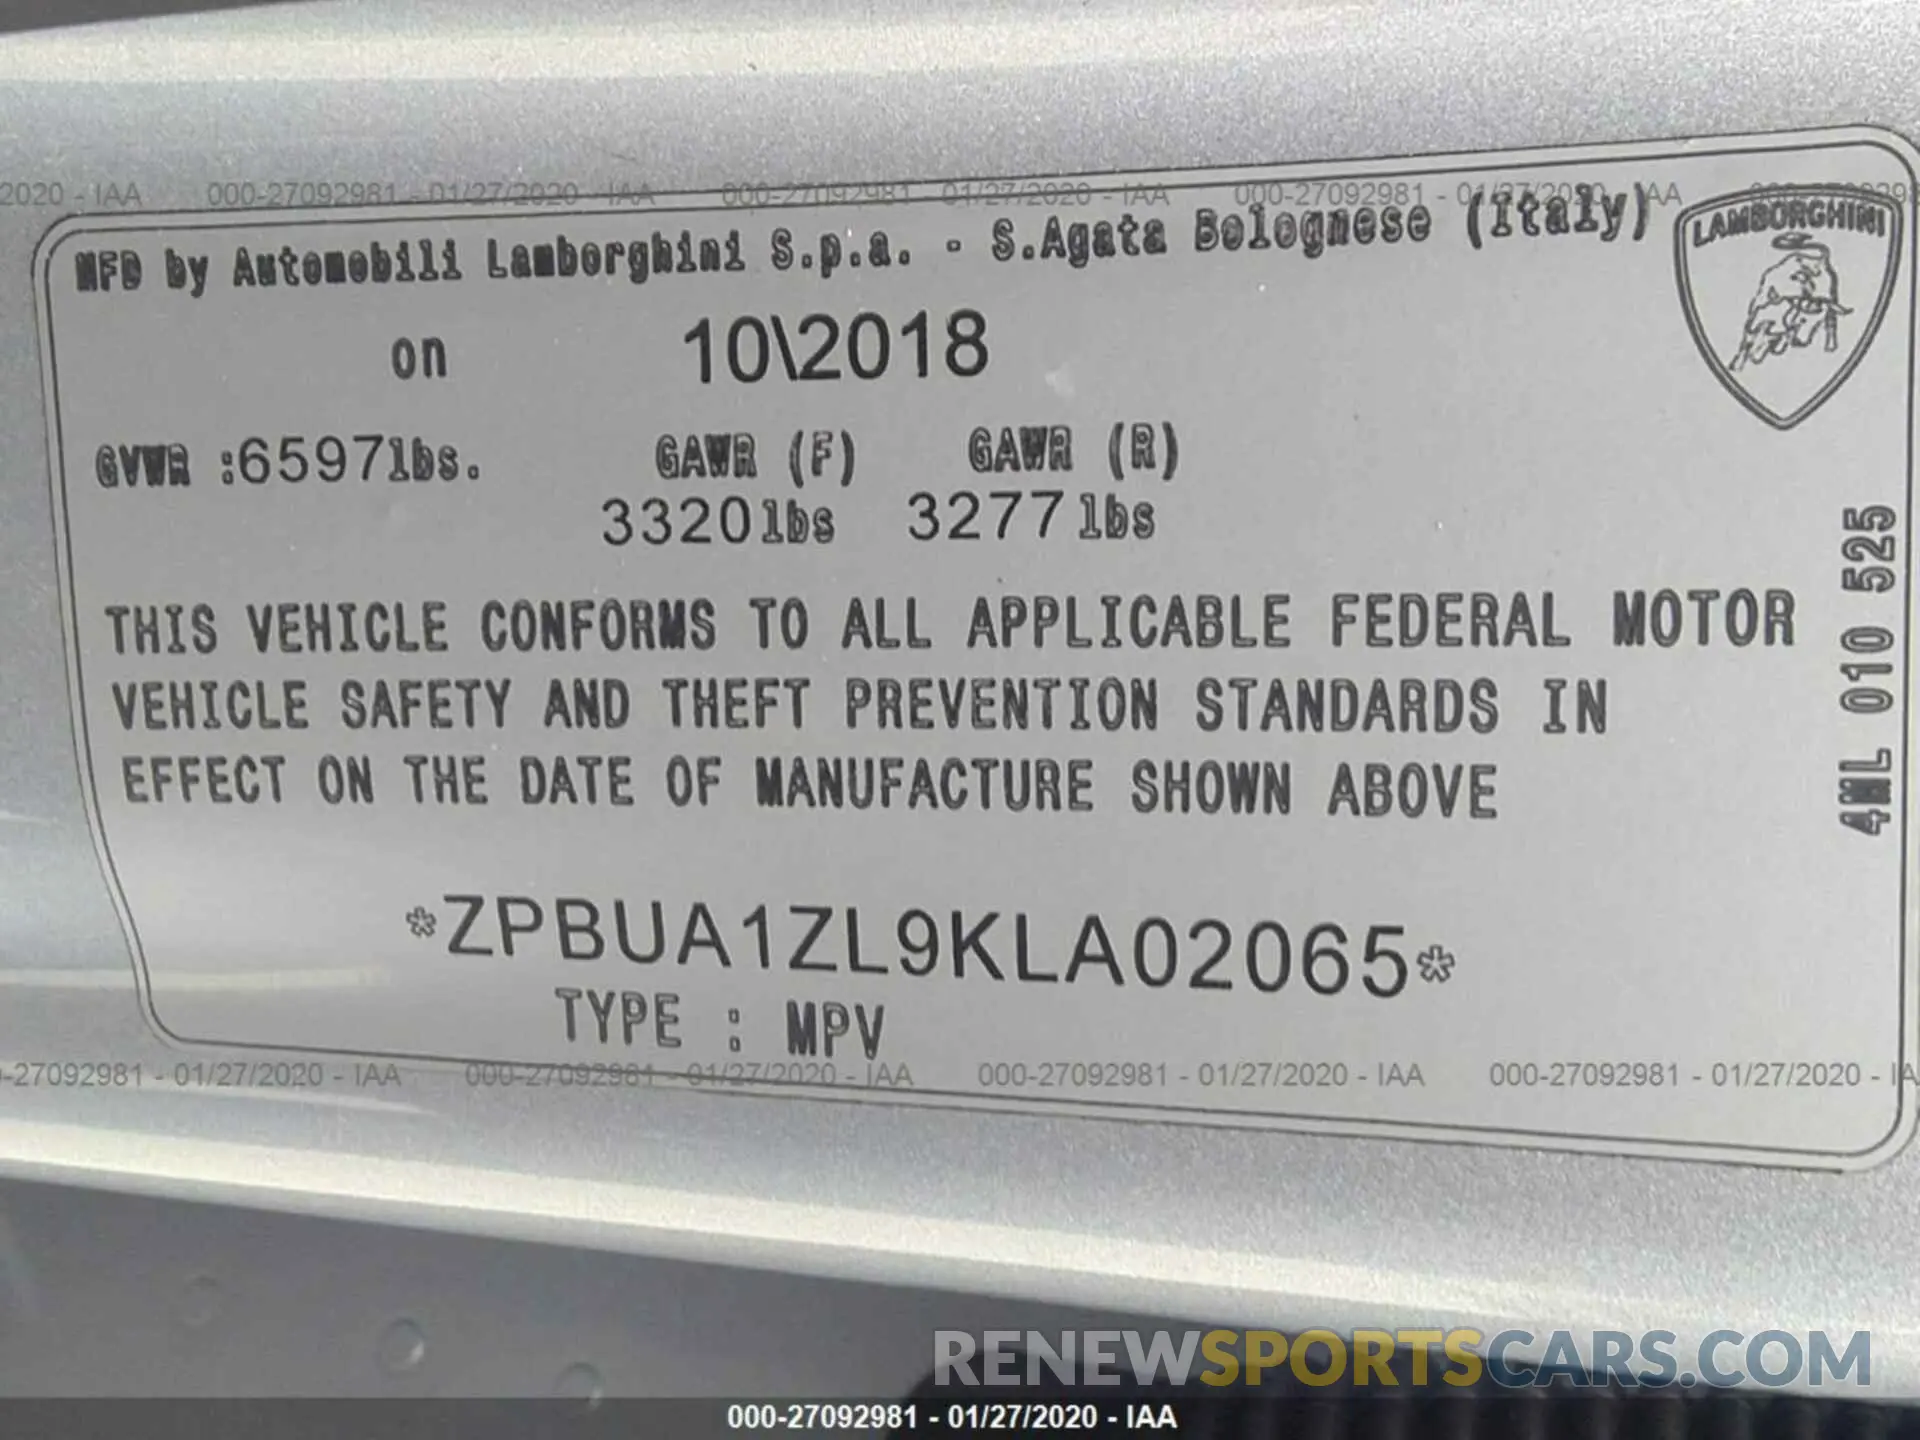 2020 - IAA 000-27092981 - 01/27/2020 - IAA 000-27092981 - 01/27/2020 - IAA 000-27092981 - 01/27/2020 - IAA
MFD by Automobili Lamborghini S.p.a. - S.Agata Bolognese (Italy)
LAMBORGHINI
on 10\2018
GVWR :6597lbs. GAWR (F) GAWR (R)
3320lbs 3277lbs
THIS VEHICLE CONFORMS TO ALL APPLICABLE FEDERAL MOTOR
VEHICLE SAFETY AND THEFT PREVENTION STANDARDS IN
EFFECT ON THE DATE OF MANUFACTURE SHOWN ABOVE
4ML 010 525
*ZPBUA1ZL9KLA02065*
TYPE : MPV
-27092981 - 01/27/2020 - IAA 000-27092981 - 01/27/2020 - IAA 000-27092981 - 01/27/2020 - IAA 000-27092981 - 01/27/2020 - IA
RENEWSPORTSCARS.COM
000-27092981 - 01/27/2020 - IAA